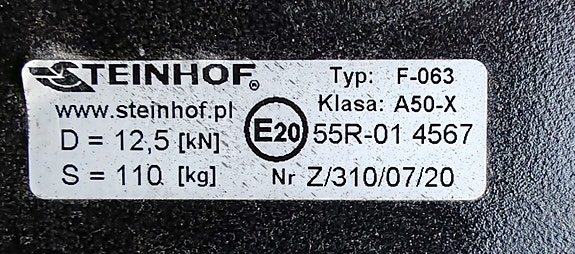 STEINHOF®
Typ: F-063
www.steinhof.pl
Klasa: A50-X
D = 12,5 [kN]
E20
55R-01 4567
S = 110 [kg]
Nr Z/310/07/20